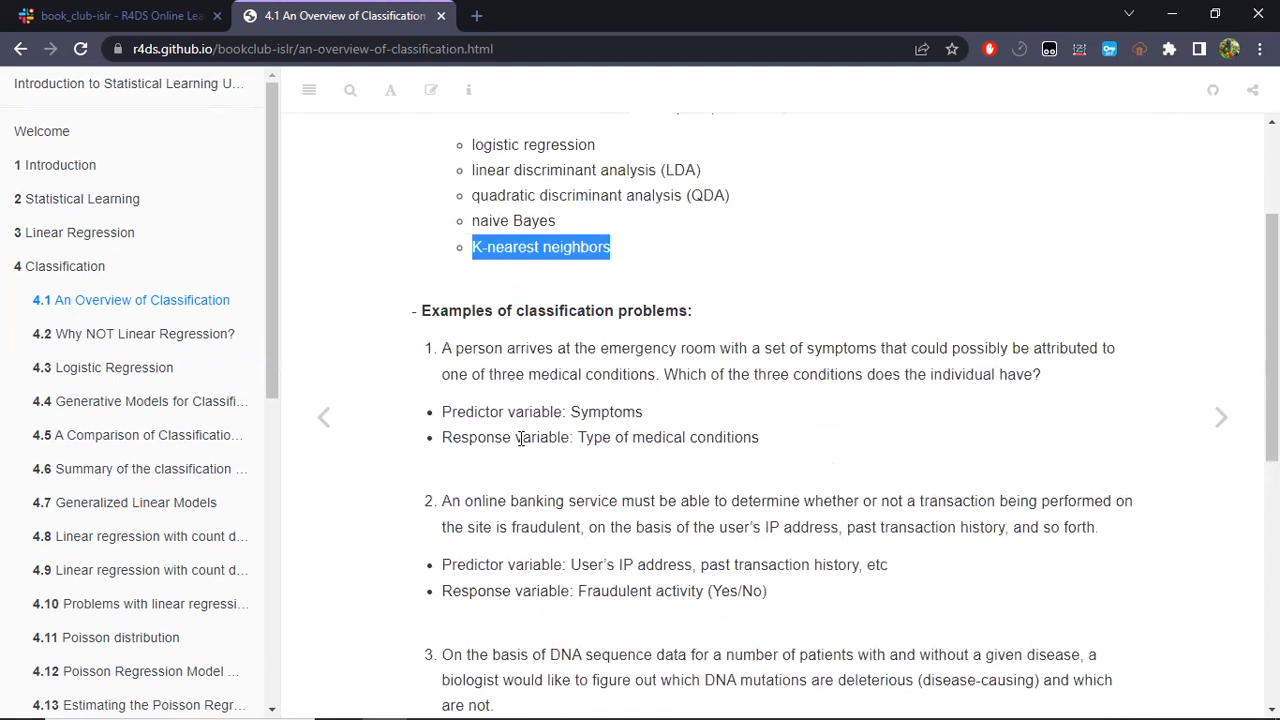 book_club-islr - R4DS Online Lea
4.1 An Overview of Classification
r4ds.github.io/bookclub-islr/an-overview-of-classification.html
Introduction to Statistical Learning U...
Welcome
1 Introduction
2 Statistical Learning
3 Linear Regression
4 Classification
4.1 An Overview of Classification
4.2 Why NOT Linear Regression?
4.3 Logistic Regression
4.4 Generative Models for Classifi...
4.5 A Comparison of Classificatio...
4.6 Summary of the classification ...
4.7 Generalized Linear Models
4.8 Linear regression with count d...
4.9 Linear regression with count d...
4.10 Problems with linear regressi...
4.11 Poisson distribution
4.12 Poisson Regression Model ...
4.13 Estimating the Poisson Regr...
logistic regression
linear discriminant analysis (LDA)
quadratic discriminant analysis (QDA)
naive Bayes
K-nearest neighbors
- Examples of classification problems:
1. A person arrives at the emergency room with a set of symptoms that could possibly be attributed to
one of three medical conditions. Which of the three conditions does the individual have?
• Predictor variable: Symptoms
• Response variable: Type of medical conditions
2. An online banking service must be able to determine whether or not a transaction being performed on
the site is fraudulent, on the basis of the user's IP address, past transaction history, and so forth.
• Predictor variable: User's IP address, past transaction history, etc
• Response variable: Fraudulent activity (Yes/No)
3. On the basis of DNA sequence data for a number of patients with and without a given disease, a
biologist would like to figure out which DNA mutations are deleterious (disease-causing) and which
are not.